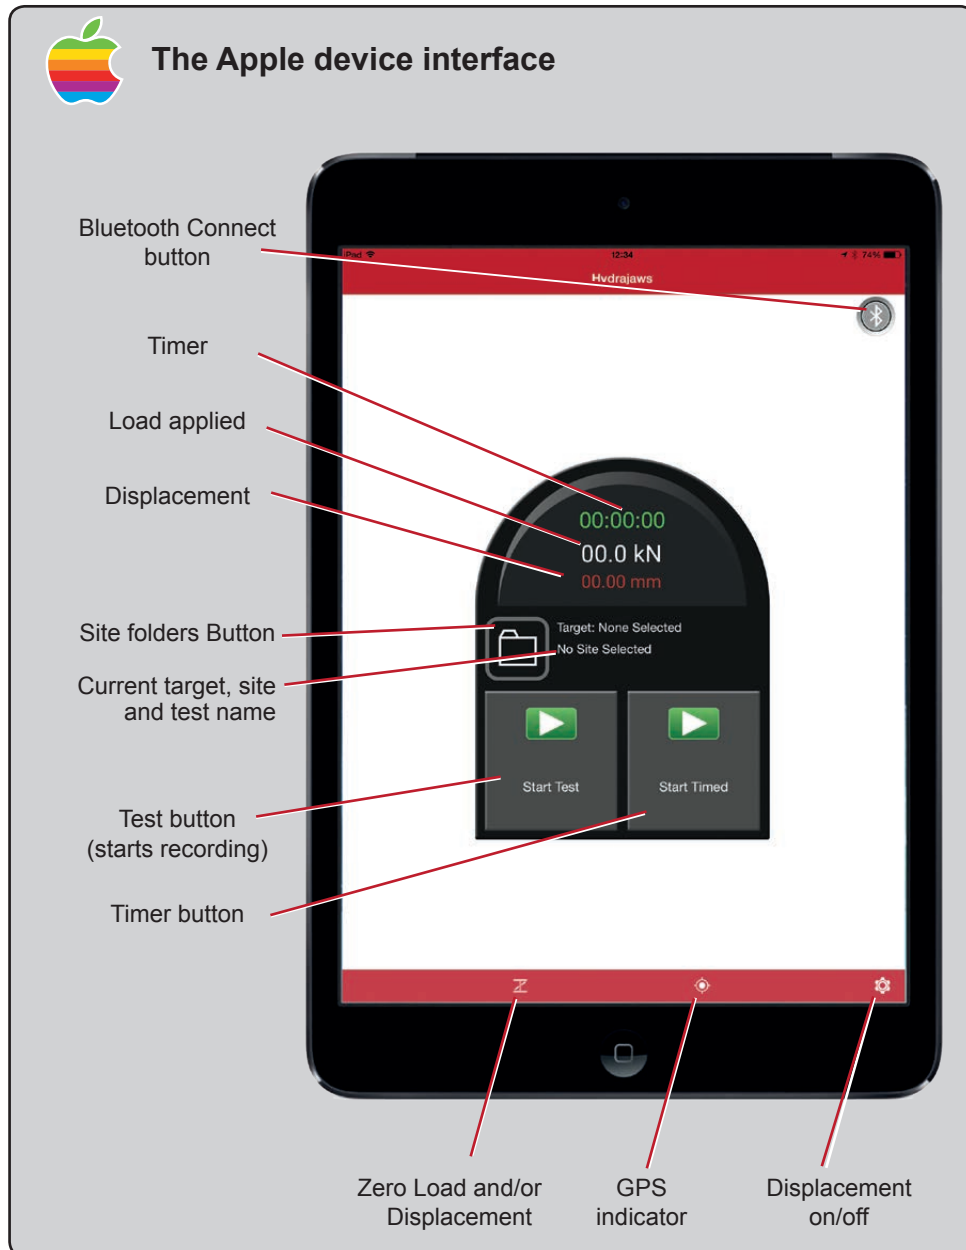 The Apple device interface
Bluetooth Connect
button
iPad
12:34
74%
Hydrajaws
Timer
Load applied
Displacement
00:00:00
00.0 kN
00.00 mm
Site folders Button
Target: None Selected
No Site Selected
Current target, site
and test name
Start Test
Start Timed
Test button
(starts recording)
Timer button
Zero Load and/or
Displacement
GPS
indicator
Displacement
on/off